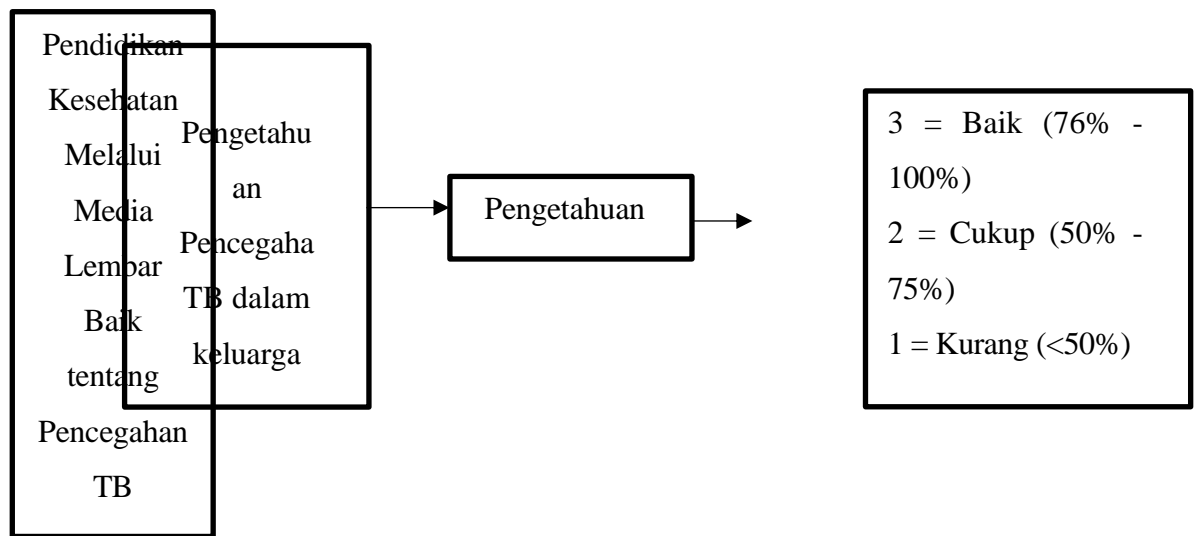 Pendidikan
Kesehatan
Melalui
Media
Lembar
Baik
tentang
Pencegahan
TB
Pengetahu
an
Pencegaha
TB dalam
keluarga
Pengetahuan
3 = Baik (76% -
100%)
2 = Cukup (50% -
75%)
1 = Kurang (<50%)